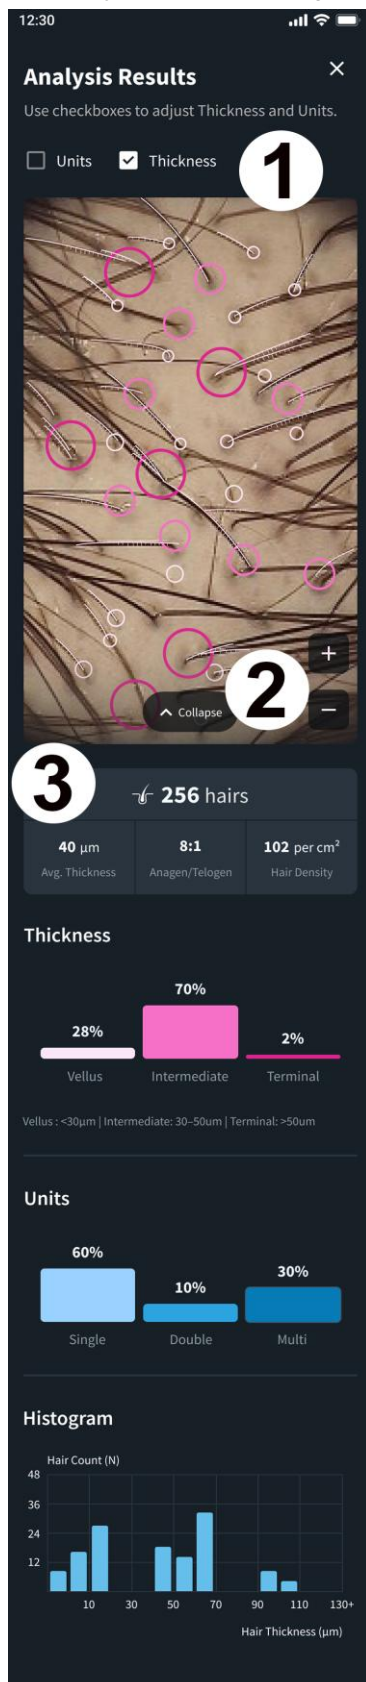 12:30
Analysis Results
Use checkboxes to adjust Thickness and Units.
Units Thickness
1
2
Collapse
3
256 hairs
40 μm 8:1 102 per cm²
Avg. Thickness Anagen/Telogen Hair Density
Thickness
70%
28%
2%
Vellus Intermediate Terminal
Vellus : <30μm | Intermediate: 30–50um | Terminal: >50um
Units
60%
30%
10%
Single Double Multi
Histogram
Hair Count (N)
48
36
24
12
10 30 50 70 90 110 130+
Hair Thickness (μm)